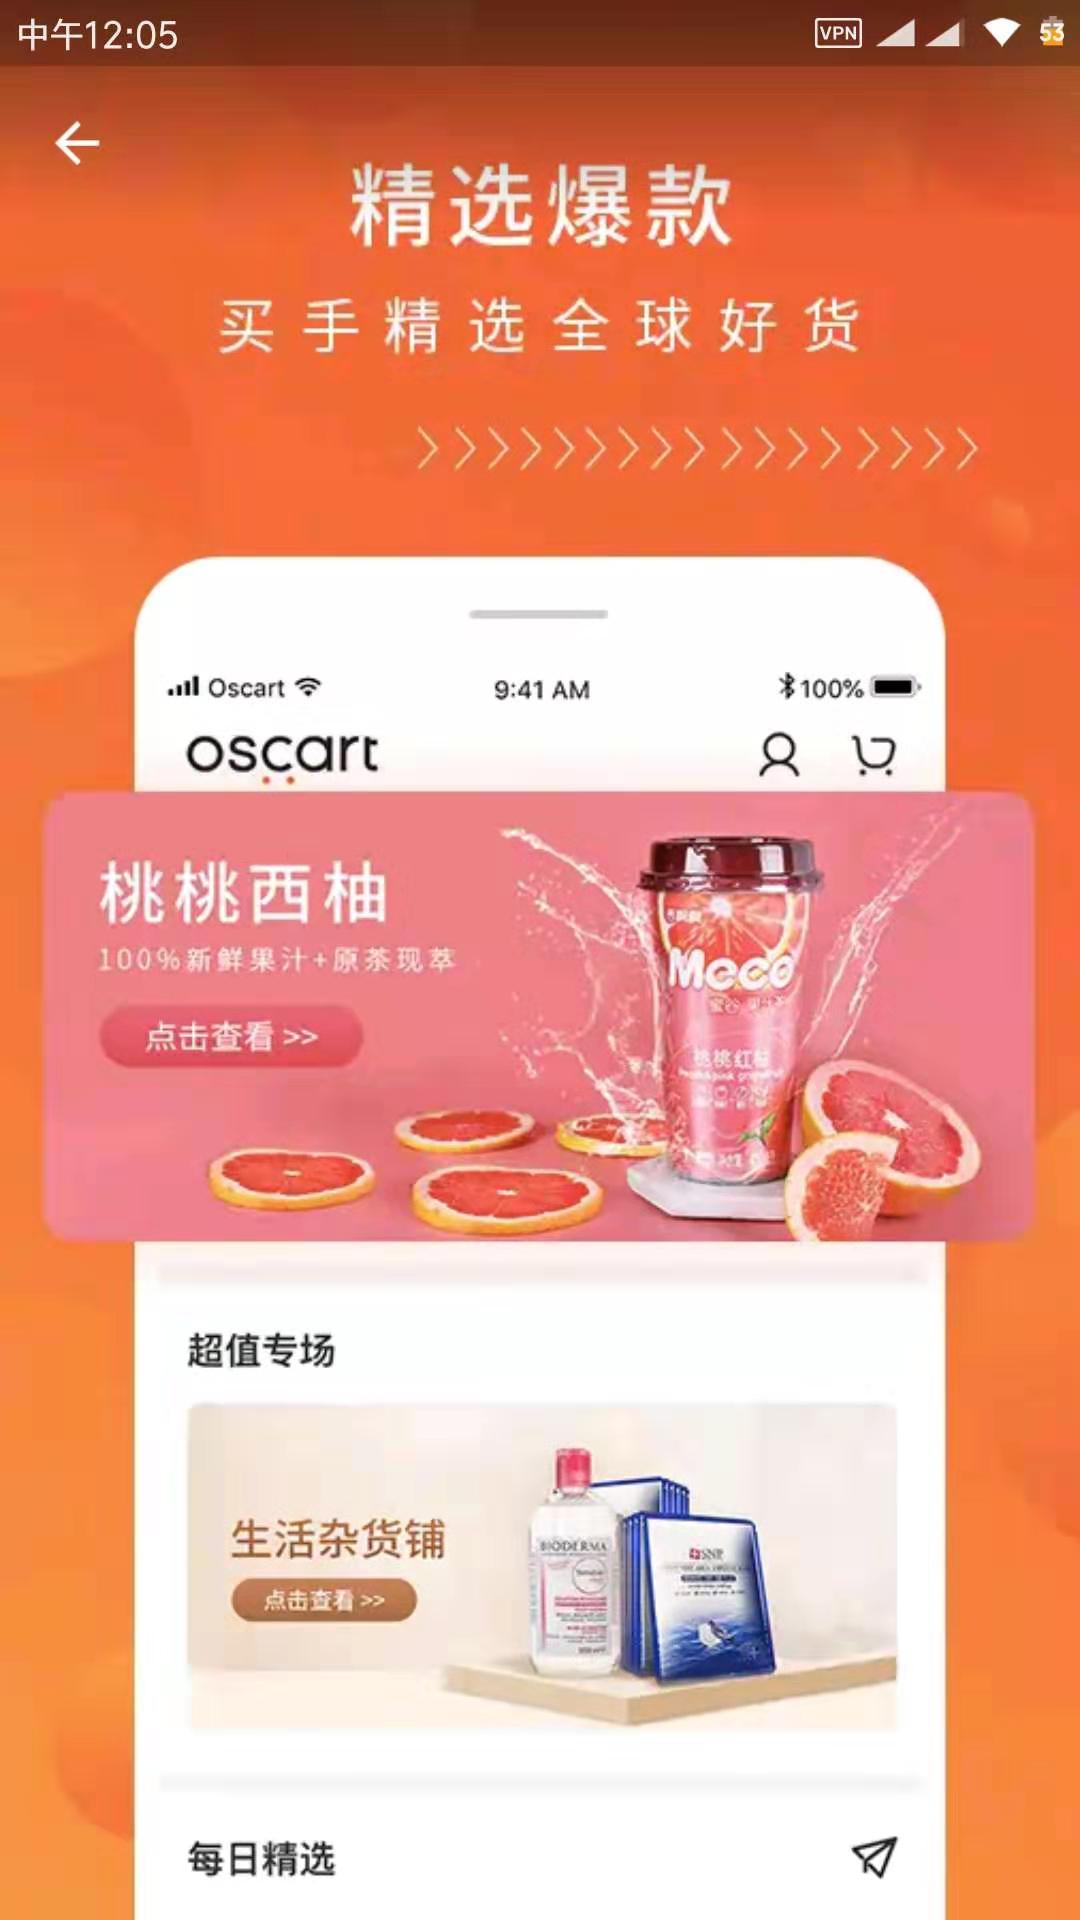 中午12:05
VPN
53
精选爆款
买手精选全球好货
Oscart
9:41 AM
100%
oscart
桃桃西柚
100%新鲜果汁+原茶现萃
点击查看 >>
Meco
桃桃红柚
超值专场
生活杂货铺
点击查看 >>
BIODERMA
SNP
每日精选